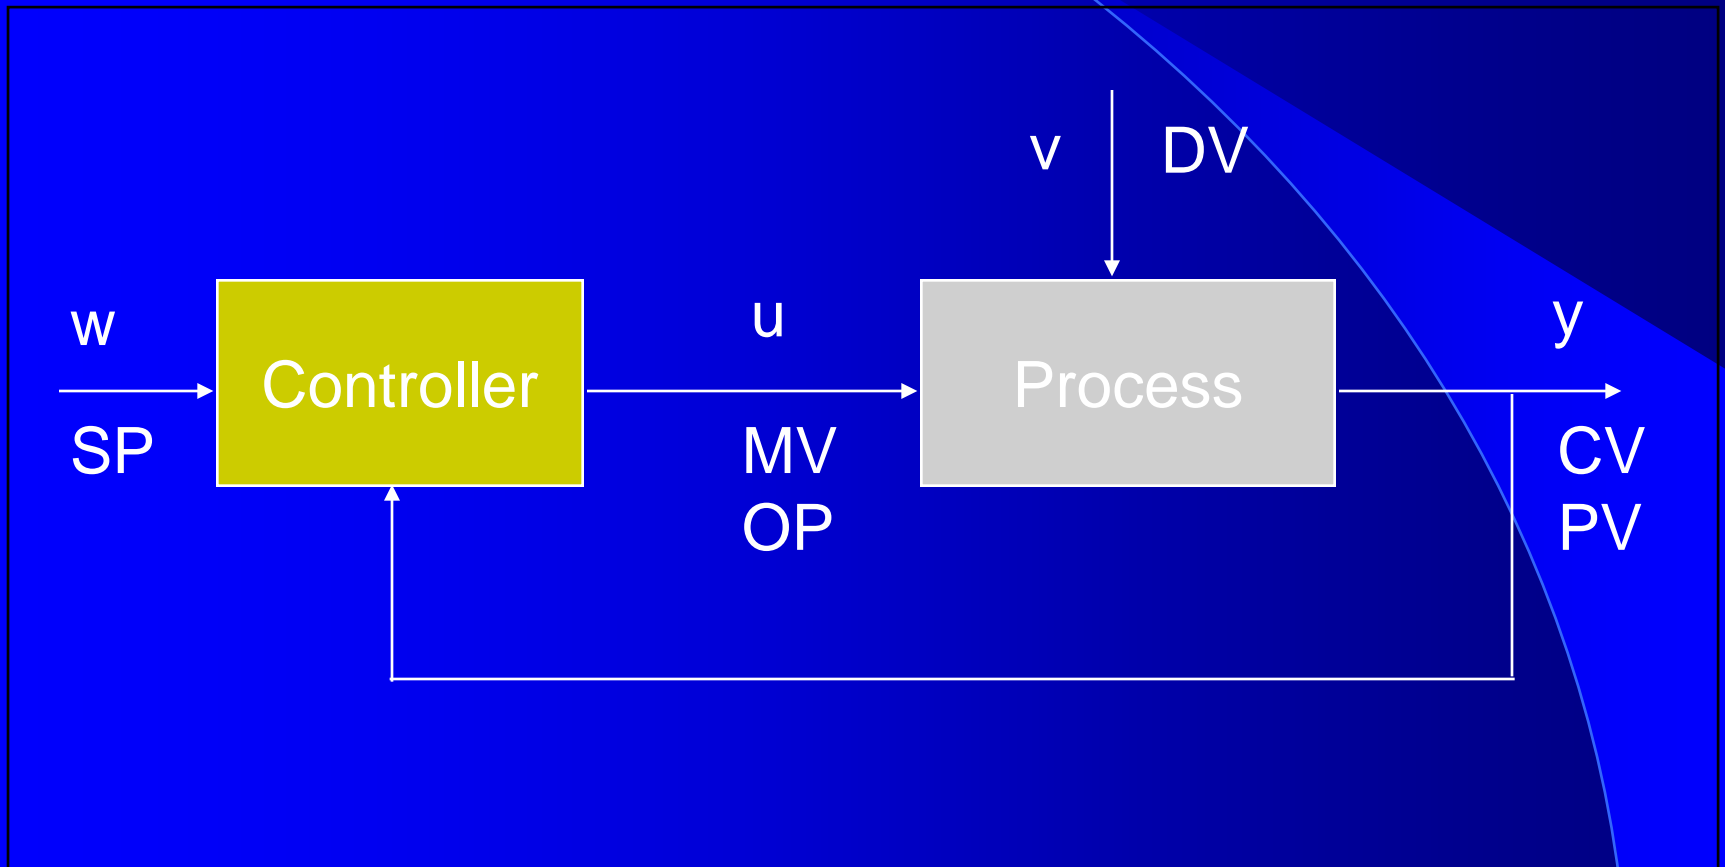 v DV
w
u
y
Controller
Process
SP
MV
CV
OP
PV